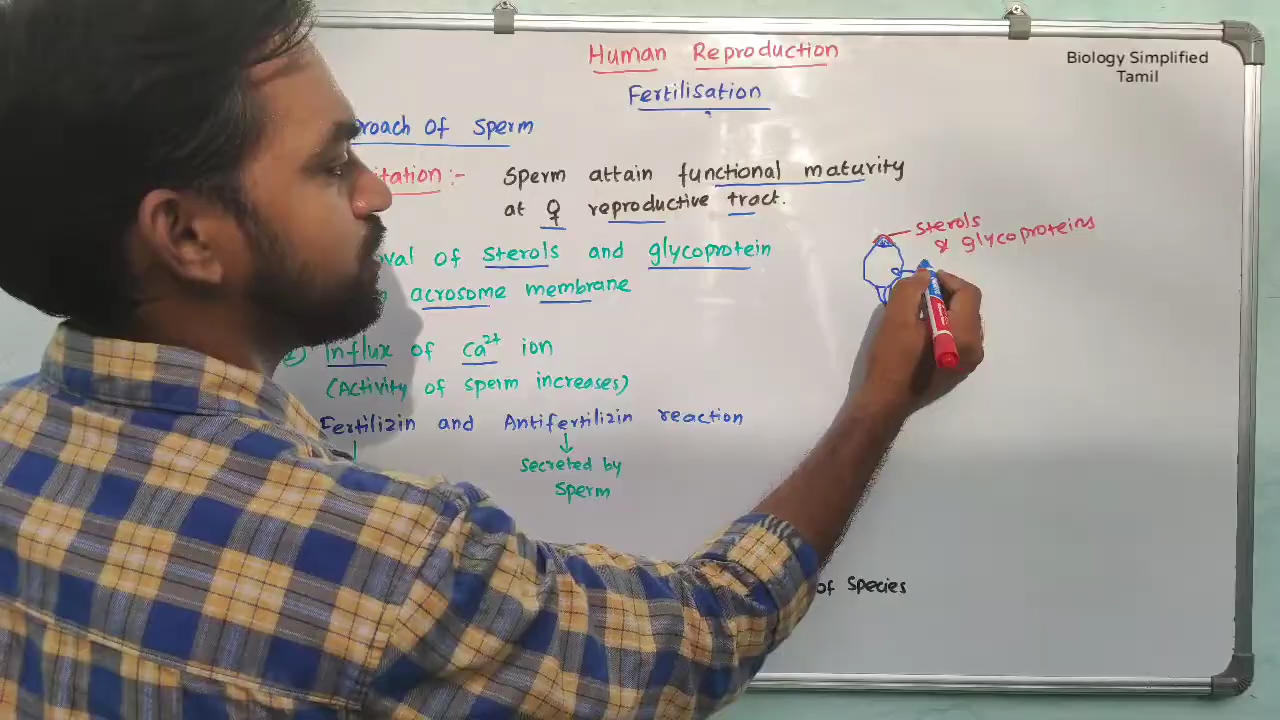 Human Reproduction
Biology Simplified
Tamil
Fertilisation
roach of sperm
itation :- Sperm attain functional maturity
at ♀ reproductive tract.
sterols
& glycoproteins
oval of sterols and glycoprotein
acrosome membrane
② Influx of Ca²⁺ ion
(Activity of sperm increases)
Fertilizin and Antifertilizin reaction
↓ ↓
Secreted by
Sperm
of Species